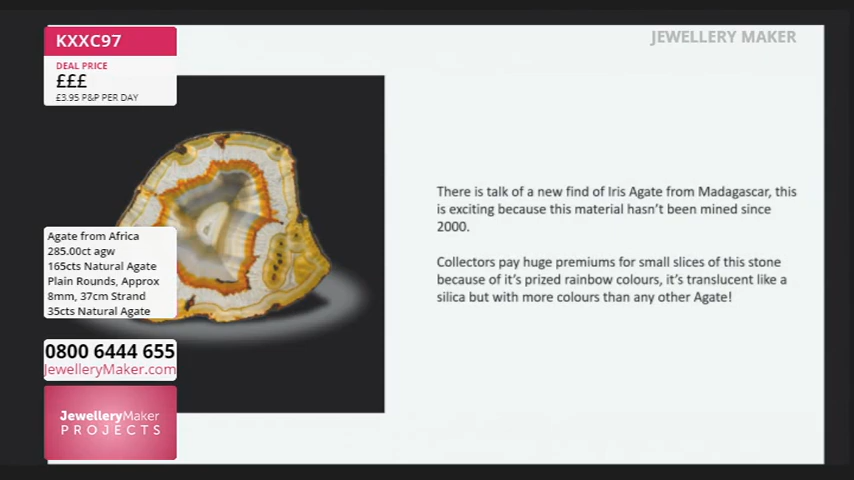 KXXC97
DEAL PRICE
£££
£3.95 P&P PER DAY
JEWELLERY MAKER
There is talk of a new find of Iris Agate from Madagascar, this
is exciting because this material hasn't been mined since
2000.
Collectors pay huge premiums for small slices of this stone
because of it's prized rainbow colours, it's translucent like a
silica but with more colours than any other Agate!
Agate from Africa
285.00ct agw
165cts Natural Agate
Plain Rounds, Approx
8mm, 37cm Strand
35cts Natural Agate
0800 6444 655
JewelleryMaker.com
JewelleryMaker
PROJECTS